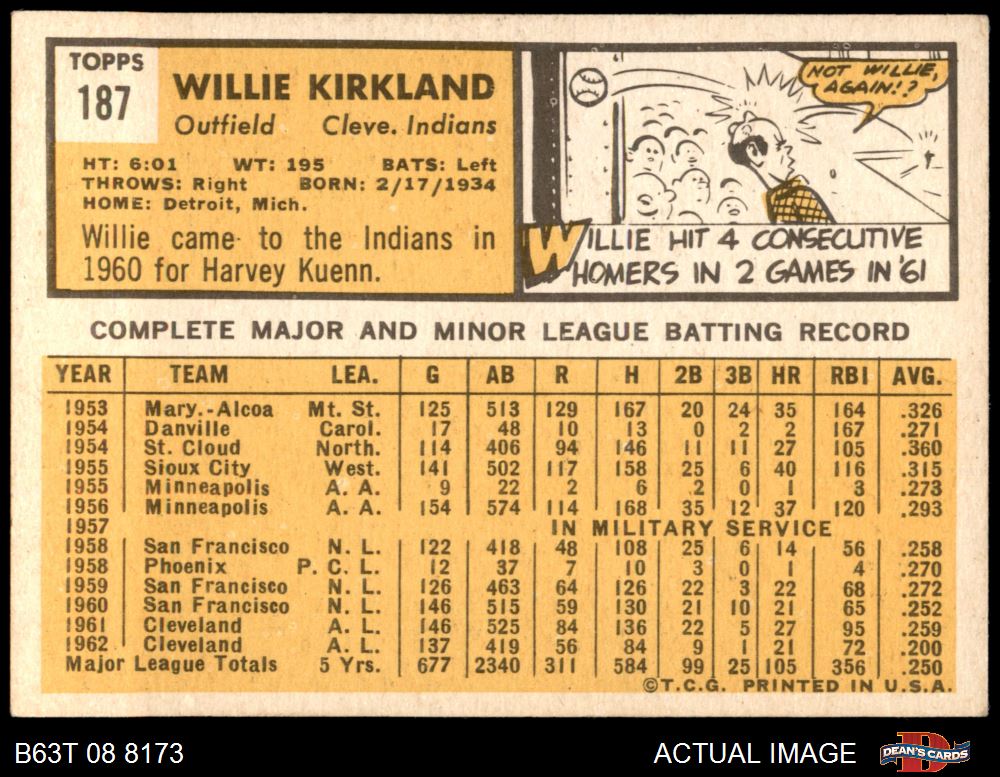 TOPPS
187
WILLIE KIRKLAND
Outfield Cleve. Indians
HT: 6:01 WT: 195 BATS: Left
THROWS: Right BORN: 2/17/1934
HOME: Detroit, Mich.
Willie came to the Indians in
1960 for Harvey Kuenn.
NOT WILLIE,
AGAIN!?
WILLIE HIT 4 CONSECUTIVE
HOMERS IN 2 GAMES IN '61
COMPLETE MAJOR AND MINOR LEAGUE BATTING RECORD
YEAR TEAM LEA. G AB R H 2B 3B HR RBI AVG.
1953 Mary.-Alcoa Mt. St. 125 513 129 167 20 24 35 164 .326
1954 Danville Carol. 17 48 10 13 0 2 2 167 .271
1954 St. Cloud North. 114 406 94 146 11 11 27 105 .360
1955 Sioux City West. 141 502 117 158 25 6 40 116 .315
1955 Minneapolis A. A. 9 22 2 6 2 0 1 3 .273
1956 Minneapolis A. A. 154 574 114 168 35 12 37 120 .293
1957 IN MILITARY SERVICE
1958 San Francisco N. L. 122 418 48 108 25 6 14 56 .258
1958 Phoenix P. C. L. 12 37 7 10 3 0 1 4 .270
1959 San Francisco N. L. 126 463 64 126 22 3 22 68 .272
1960 San Francisco N. L. 146 515 59 130 21 10 21 65 .252
1961 Cleveland A. L. 146 525 84 136 22 5 27 95 .259
1962 Cleveland A. L. 137 419 56 84 9 1 21 72 .200
Major League Totals 5 Yrs. 677 2340 311 584 99 25 105 356 .250
©T.C.G. PRINTED IN U.S.A.
B63T 08 8173
ACTUAL IMAGE
DEAN'S CARDS